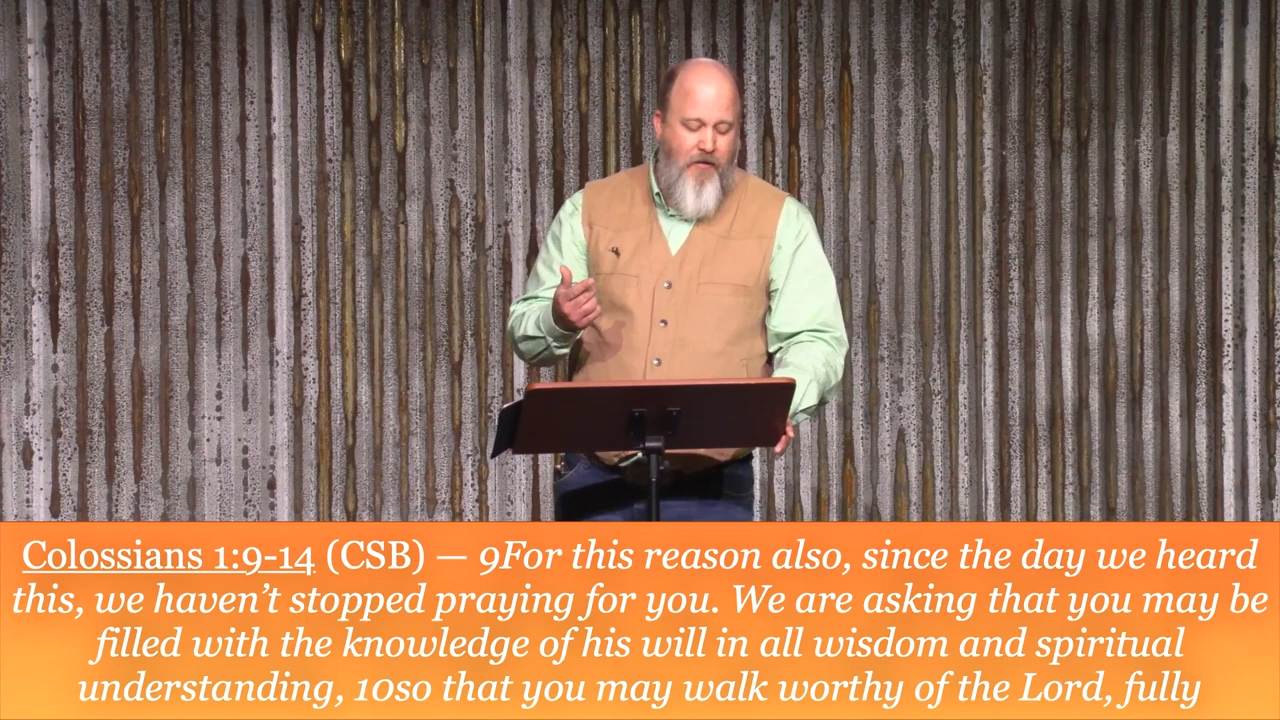 Colossians 1:9-14 (CSB) — 9For this reason also, since the day we heard
this, we haven’t stopped praying for you. We are asking that you may be
filled with the knowledge of his will in all wisdom and spiritual
understanding, 10so that you may walk worthy of the Lord, fully